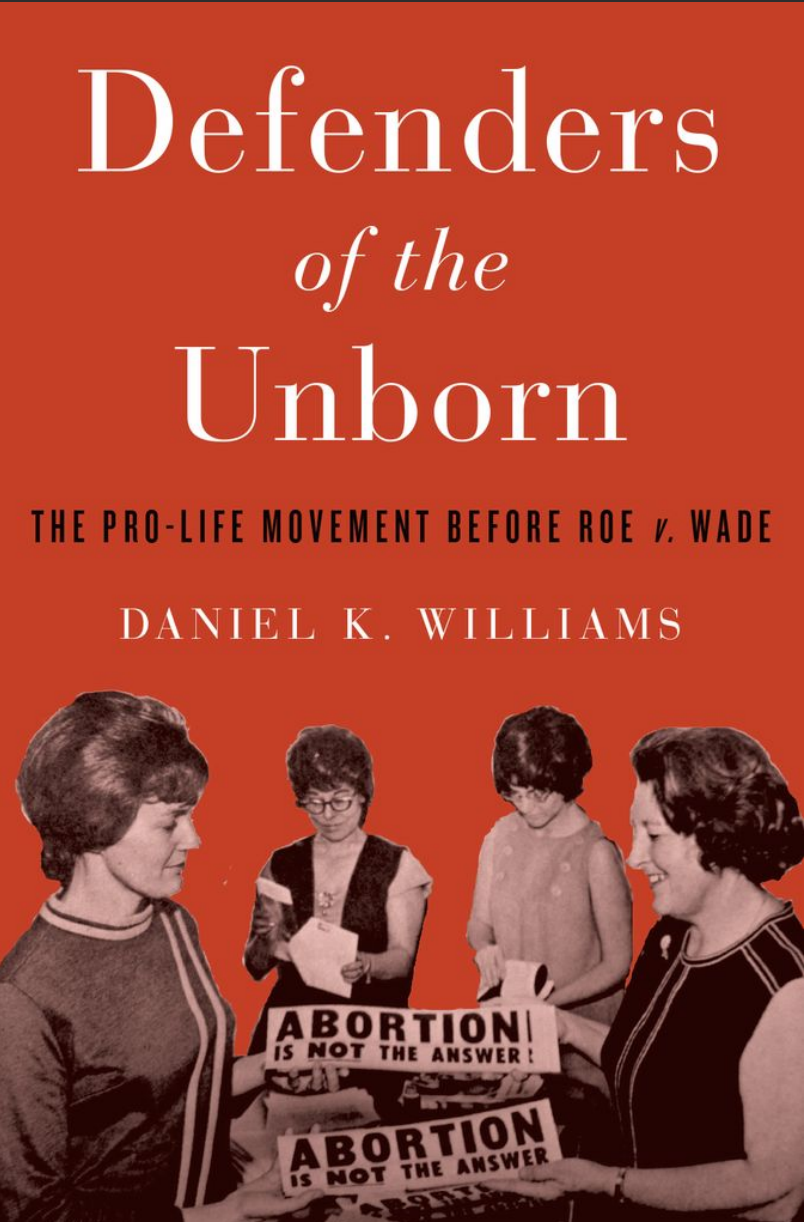 Defenders
of the
Unborn
THE PRO-LIFE MOVEMENT BEFORE ROE v. WADE
DANIEL K. WILLIAMS
ABORTION
IS NOT THE ANSWER!
ABORTION
IS NOT THE ANSWER